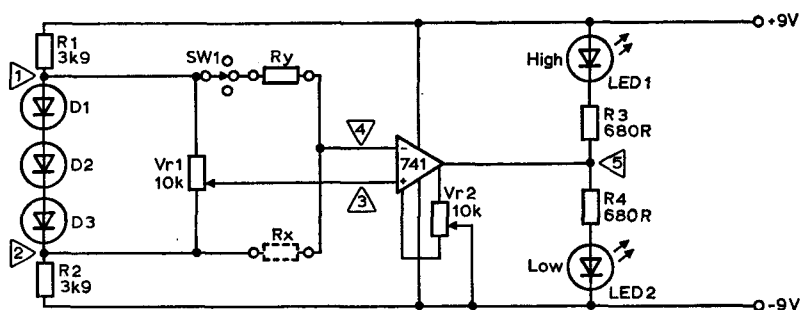 +9V
R1
3k9
1
SW1
Ry
High
LED1
D1
R3
680R
4
D2
Vr1
10k
-
741
+
5
3
Vr2
10k
R4
680R
D3
Rx
2
Low
R2
3k9
LED2
-9V